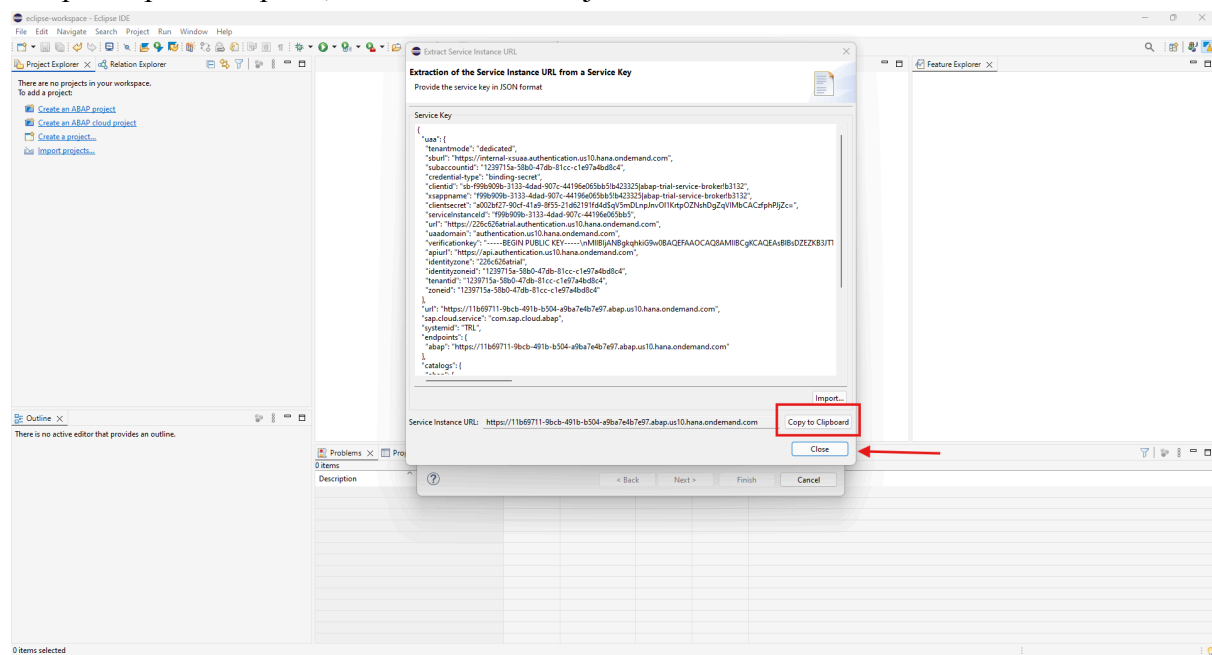 eclipse-workspace - Eclipse IDE
File Edit Navigate Search Project Run Window Help
Project Explorer
Relation Explorer
There are no projects in your workspace.
To add a project:
Create an ABAP project
Create an ABAP cloud project
Create a project...
Import projects...
Extract Service Instance URL
Extraction of the Service Instance URL from a Service Key
Provide the service key in JSON format
Service Key
{
"uaa": {
"tenantmode": "dedicated",
"sburl": "https://internal-xsuaa.authentication.us10.hana.ondemand.com",
"subaccountid": "1239715a-58b0-47db-81cc-c1e97a4bd8c4",
"credential-type": "binding-secret",
"clientid": "sb-f99b909b-3133-4dad-907c-44196e065bb5!b423325|abap-trial-service-broker!b3132",
"xsappname": "f99b909b-3133-4dad-907c-44196e065bb5!b423325|abap-trial-service-broker!b3132",
"serviceInstanceId": "f99b909b-3133-4dad-907c-44196e065bb5",
"url": "https://226c626atrial.authentication.us10.hana.ondemand.com",
"uaadomain": "authentication.us10.hana.ondemand.com",
"verificationkey": "-----BEGIN PUBLIC KEY-----
"apiurl": "https://api.authentication.us10.hana.ondemand.com",
"identityzone": "226c626atrial",
"identityzoneid": "1239715a-58b0-47db-81cc-c1e97a4bd8c4",
"tenantid": "1239715a-58b0-47db-81cc-c1e97a4bd8c4",
"zoneid": "1239715a-58b0-47db-81cc-c1e97a4bd8c4"
},
"url": "https://11b69711-9bcb-491b-b504-a9ba7e4b7e97.abap.us10.hana.ondemand.com",
"sap.cloud.service": "com.sap.cloud.abap",
"systemid": "TRL",
"endpoints": {
"abap": "https://11b69711-9bcb-491b-b504-a9ba7e4b7e97.abap.us10.hana.ondemand.com"
},
"catalogs": {
Import...
Service Instance URL: https://11b69711-9bcb-491b-b504-a9ba7e4b7e97.abap.us10.hana.ondemand.com Copy to Clipboard
Close
< Back Next > Finish Cancel
Feature Explorer
Outline
There is no active editor that provides an outline.
Problems
0 items
Description
0 items selected